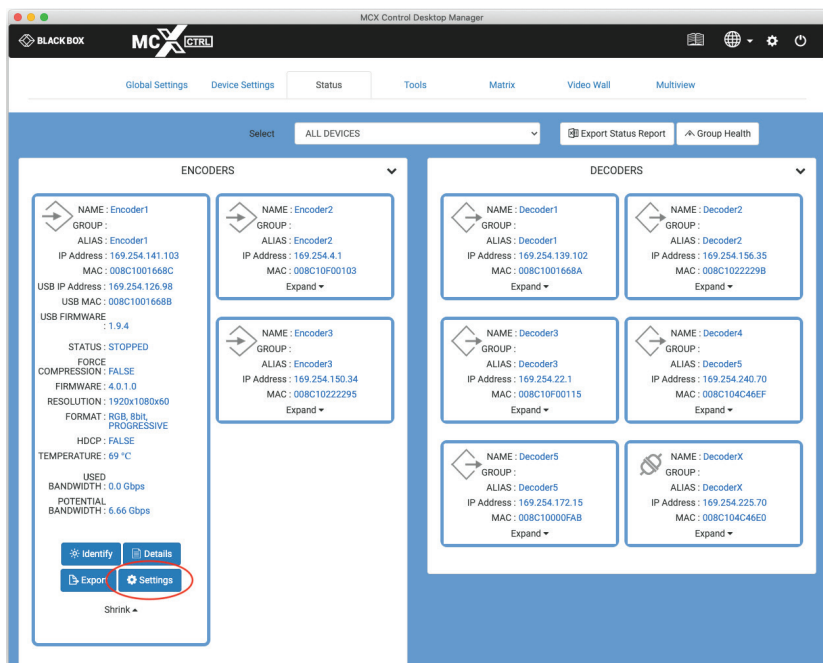 MCX Control Desktop Manager
BLACK BOX
MCX CTRL
Global Settings Device Settings Status Tools Matrix Video Wall Multiview
Select ALL DEVICES Export Status Report Group Health
ENCODERS
NAME : Encoder1
GROUP :
ALIAS : Encoder1
IP Address : 169.254.141.103
MAC : 008C1001668C
USB IP Address : 169.254.126.98
USB MAC : 008C1001668B
USB FIRMWARE
: 1.9.4
STATUS : STOPPED
FORCE
COMPRESSION : FALSE
FIRMWARE : 4.0.1.0
RESOLUTION : 1920x1080x60
FORMAT : RGB, 8bit,
PROGRESSIVE
HDCP : FALSE
TEMPERATURE : 69 °C
USED
BANDWIDTH : 0.0 Gbps
POTENTIAL
BANDWIDTH : 6.66 Gbps
Identify Details
Export Settings
Shrink
NAME : Encoder2
GROUP :
ALIAS : Encoder2
IP Address : 169.254.4.1
MAC : 008C10F00103
Expand
NAME : Encoder3
GROUP :
ALIAS : Encoder3
IP Address : 169.254.150.34
MAC : 008C10222295
Expand
DECODERS
NAME : Decoder1
GROUP :
ALIAS : Decoder1
IP Address : 169.254.139.102
MAC : 008C1001668A
Expand
NAME : Decoder2
GROUP :
ALIAS : Decoder2
IP Address : 169.254.156.35
MAC : 008C1022229B
Expand
NAME : Decoder3
GROUP :
ALIAS : Decoder3
IP Address : 169.254.22.1
MAC : 008C10F00115
Expand
NAME : Decoder4
GROUP :
ALIAS : Decoder5
IP Address : 169.254.240.70
MAC : 008C104C46EF
Expand
NAME : Decoder5
GROUP :
ALIAS : Decoder5
IP Address : 169.254.172.15
MAC : 008C10000FAB
Expand
NAME : DecoderX
GROUP :
ALIAS : DecoderX
IP Address : 169.254.225.70
MAC : 008C104C46E0
Expand